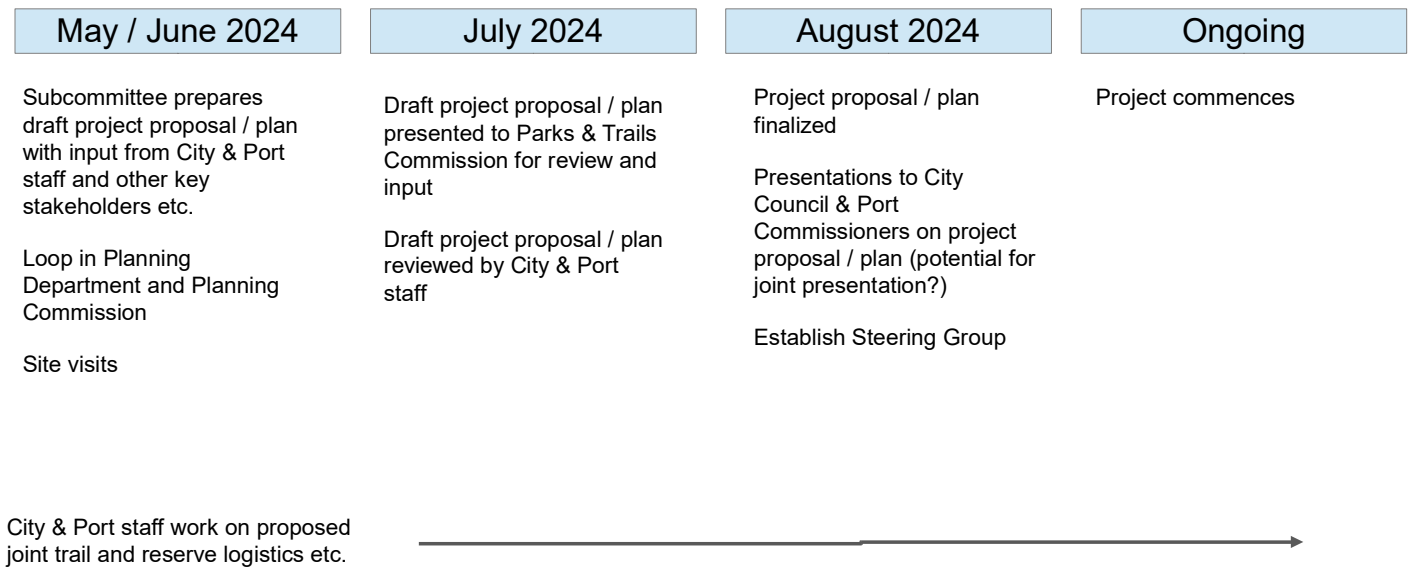 May / June 2024
July 2024
August 2024
Ongoing
Subcommittee prepares
draft project proposal / plan
with input from City & Port
staff and other key
stakeholders etc.
Loop in Planning
Department and Planning
Commission
Site visits
Draft project proposal / plan
presented to Parks & Trails
Commission for review and
input
Draft project proposal / plan
reviewed by City & Port
staff
Project proposal / plan
finalized
Presentations to City
Council & Port
Commissioners on project
proposal / plan (potential for
joint presentation?)
Establish Steering Group
Project commences
City & Port staff work on proposed
joint trail and reserve logistics etc.